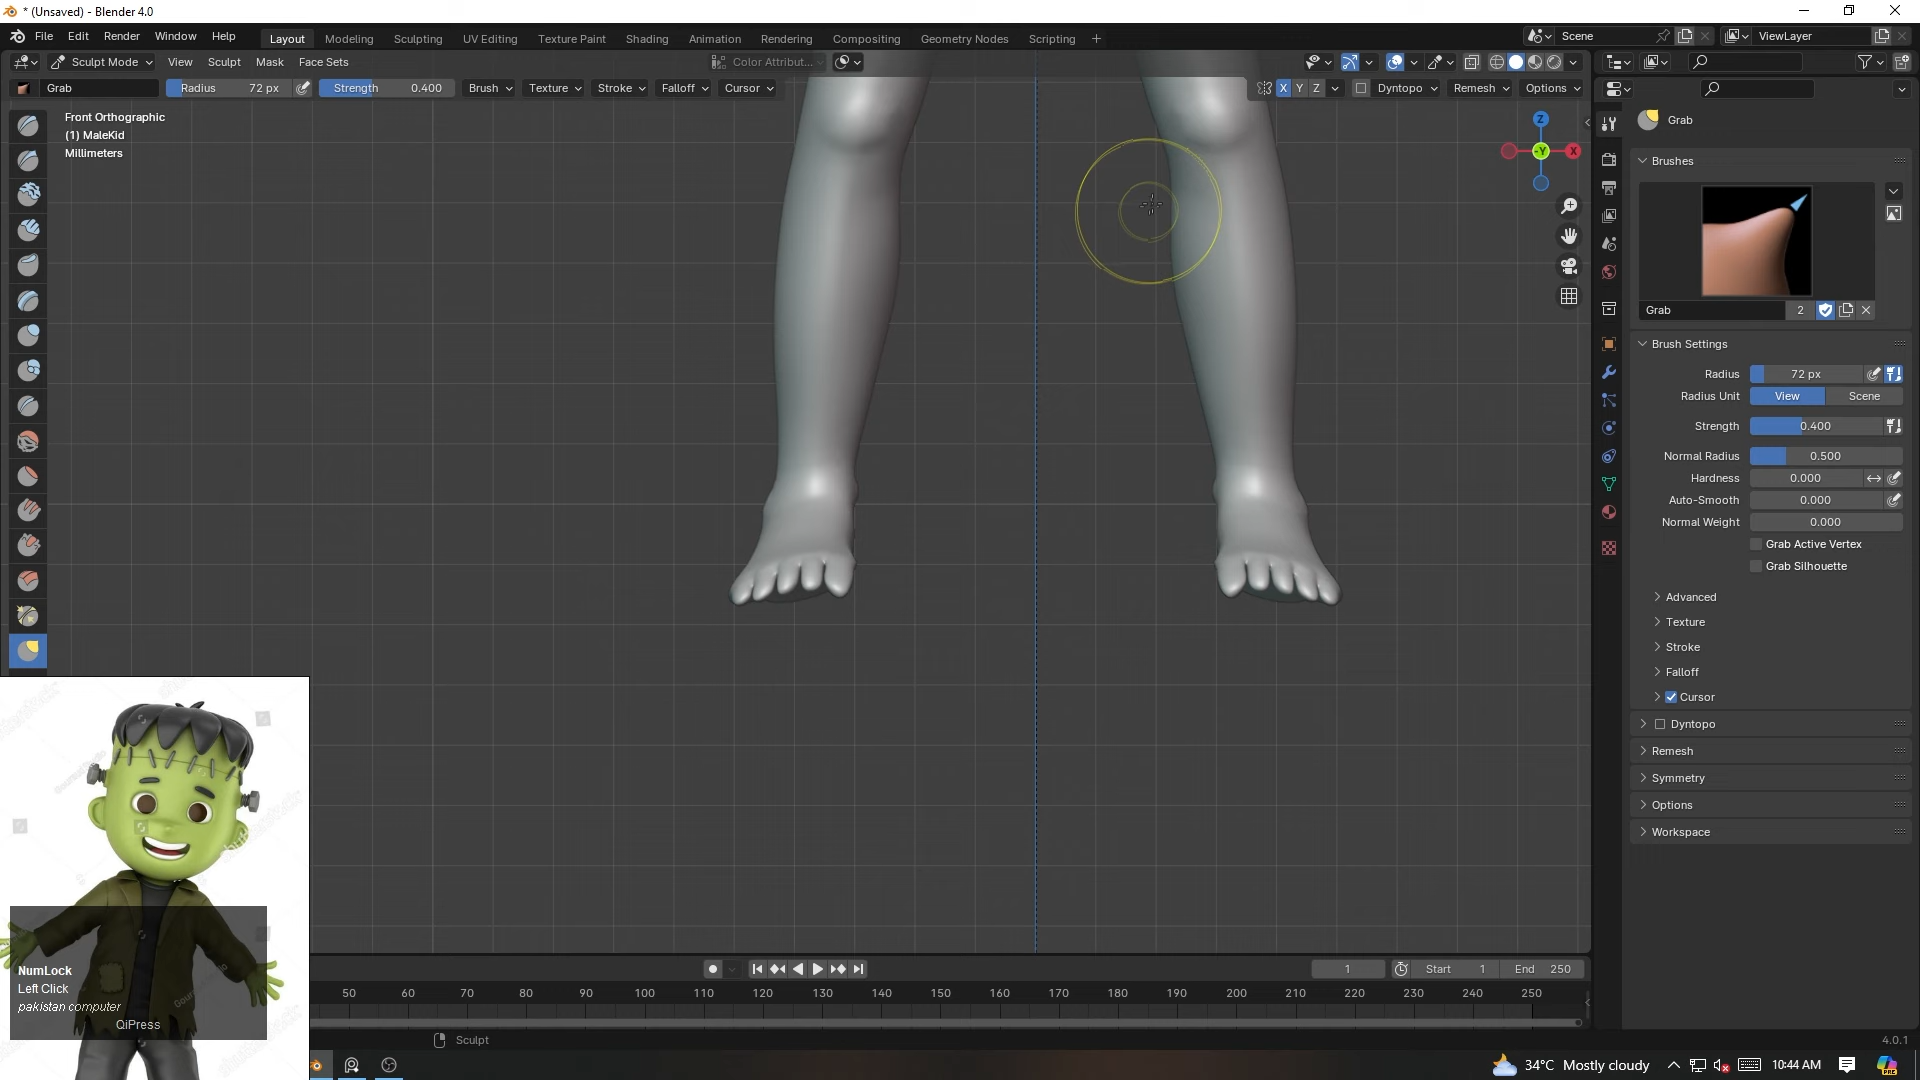 * (Unsaved) - Blender 4.0
File Edit Render Window Help
Layout Modeling Sculpting UV Editing Texture Paint Shading Animation Rendering Compositing Geometry Nodes Scripting +
Scene
ViewLayer
Sculpt Mode View Sculpt Mask Face Sets
Color Attribut...
Grab Radius 72 px Strength 0.400 Brush Texture Stroke Falloff Cursor
X Y Z Dyntopo Remesh Options
Front Orthographic
(1) MaleKid
Millimeters
Z
-Y
X
Grab
Brushes
Grab 2
Brush Settings
Radius 72 px
Radius Unit View Scene
Strength 0.400
Normal Radius 0.500
Hardness 0.000
Auto-Smooth 0.000
Normal Weight 0.000
Grab Active Vertex
Grab Silhouette
Advanced
Texture
Stroke
Falloff
Cursor
Dyntopo
Remesh
Symmetry
Options
Workspace
NumLock
Left Click
pakistan computer
QiPress
1 Start 1 End 250
50 60 70 80 90 100 110 120 130 140 150 160 170 180 190 200 210 220 230 240 250
Sculpt
4.0.1
34°C Mostly cloudy
10:44 AM
PRE